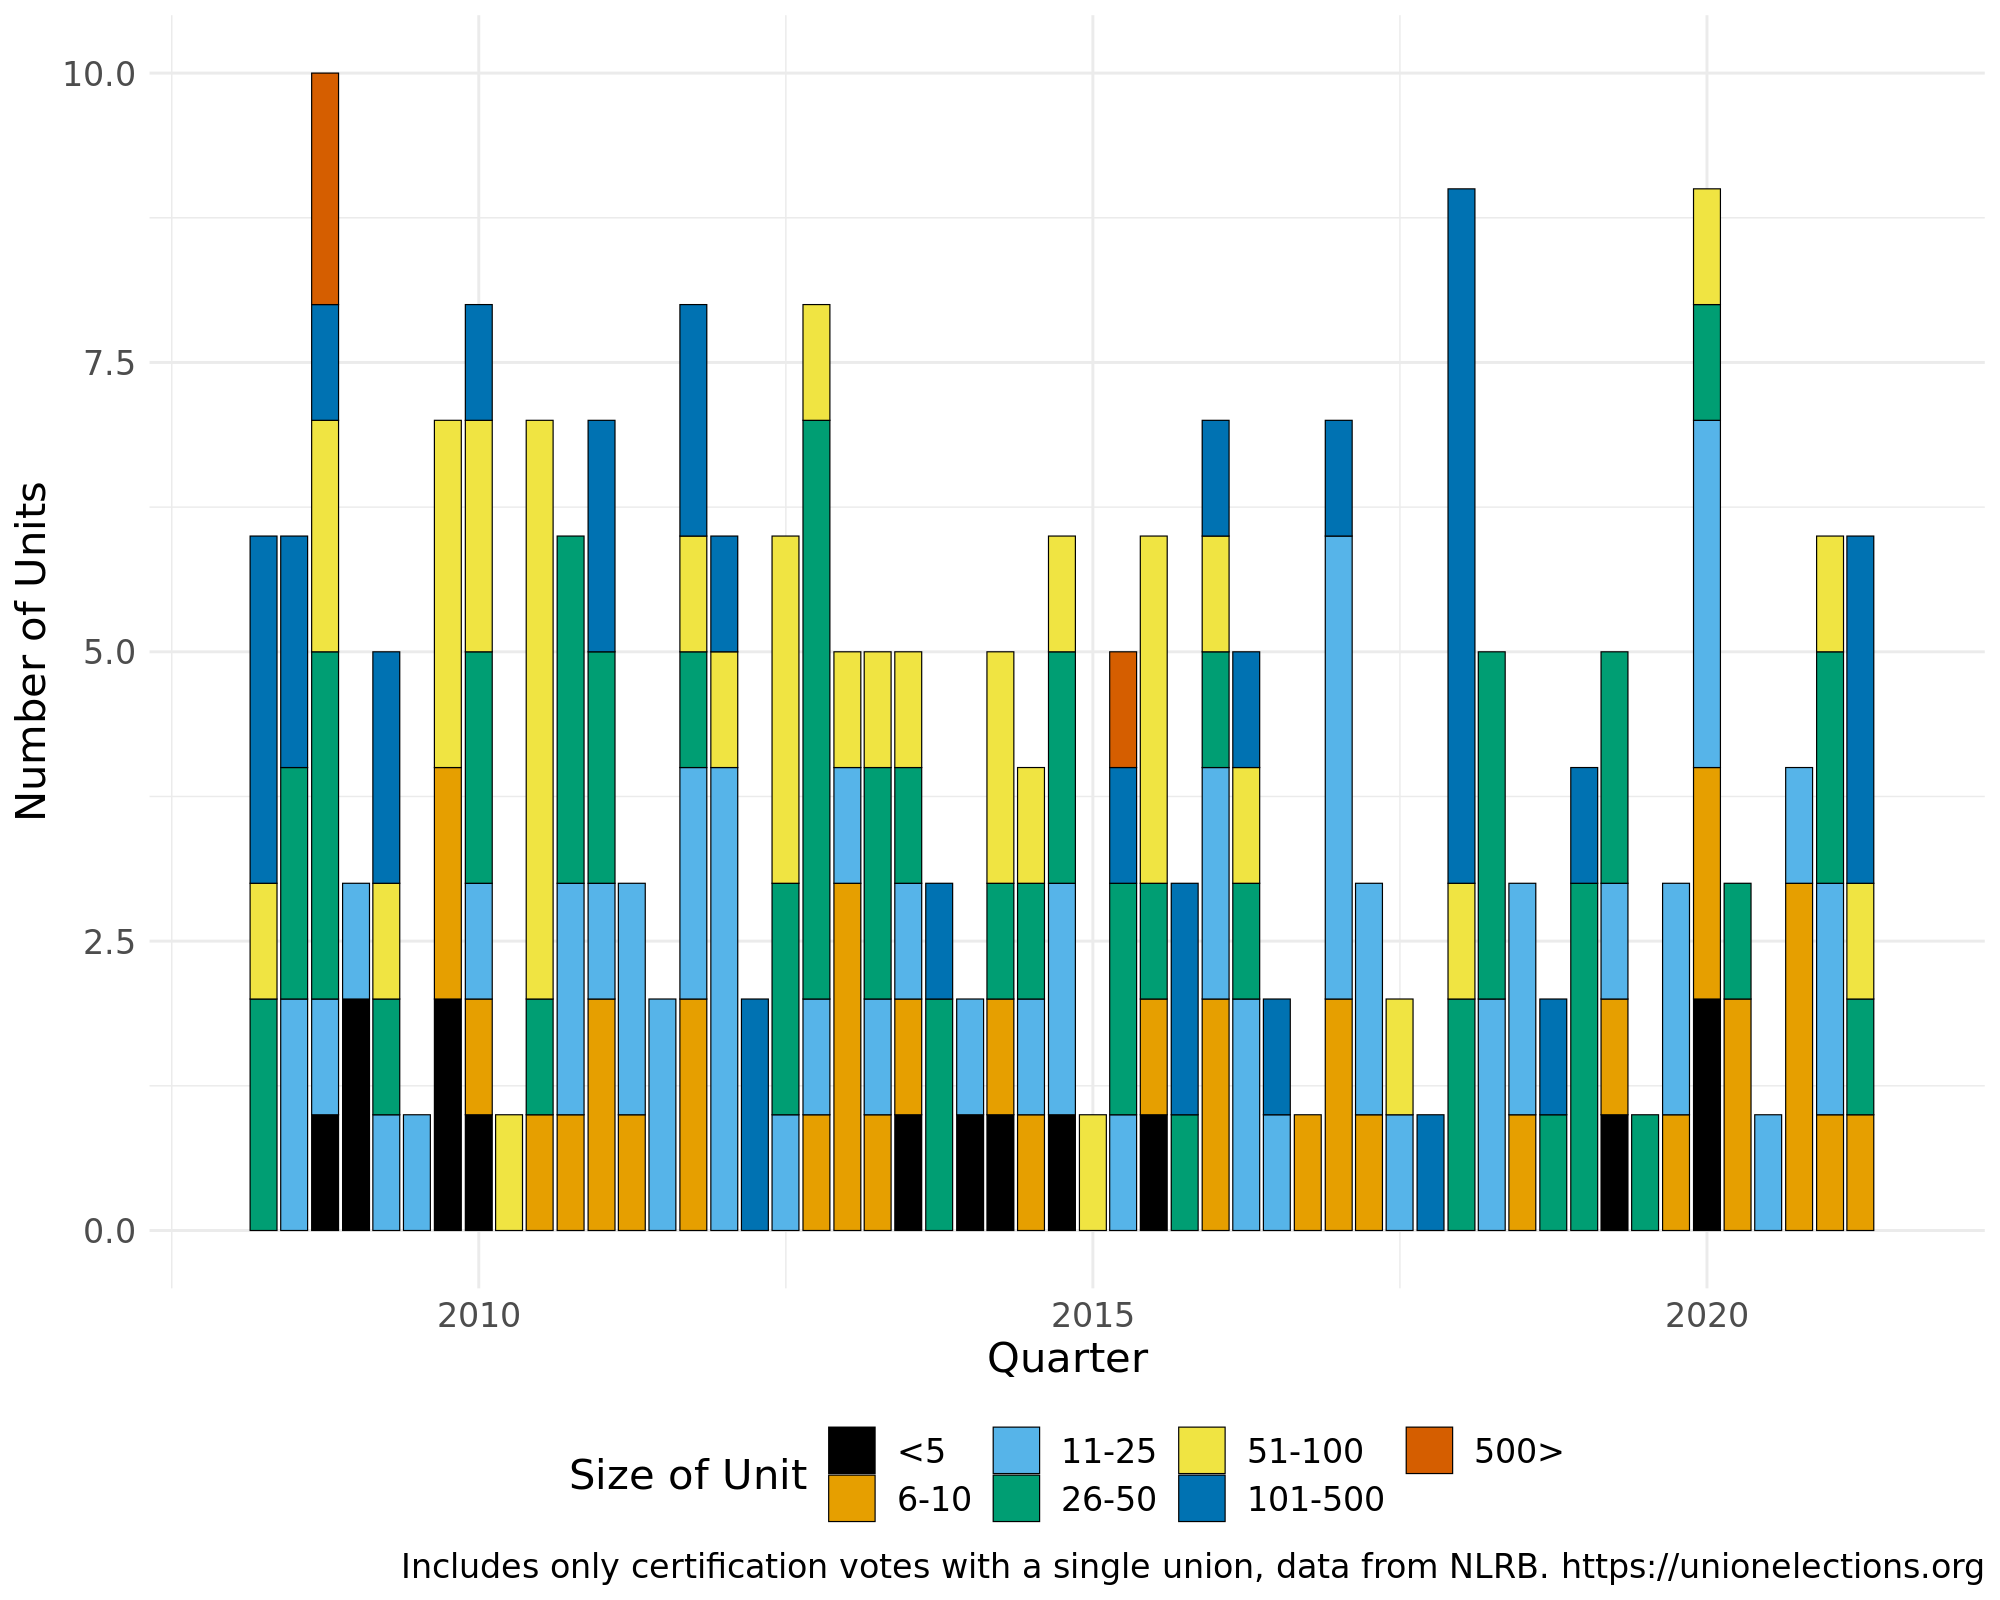 10.0
7.5
5.0
2.5
0.0
Number of Units
2010 2015 2020
Quarter
Size of Unit
<5 11-25 51-100 500>
6-10 26-50 101-500
Includes only certification votes with a single union, data from NLRB. https://unionelections.org